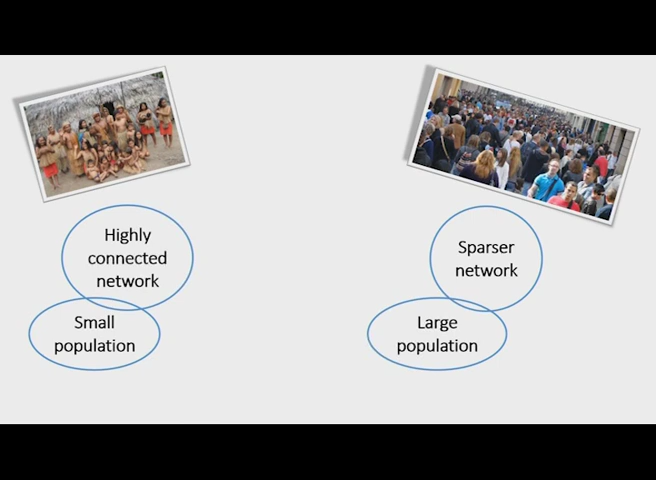 Highly
connected
network
Small
population
Sparser
network
Large
population